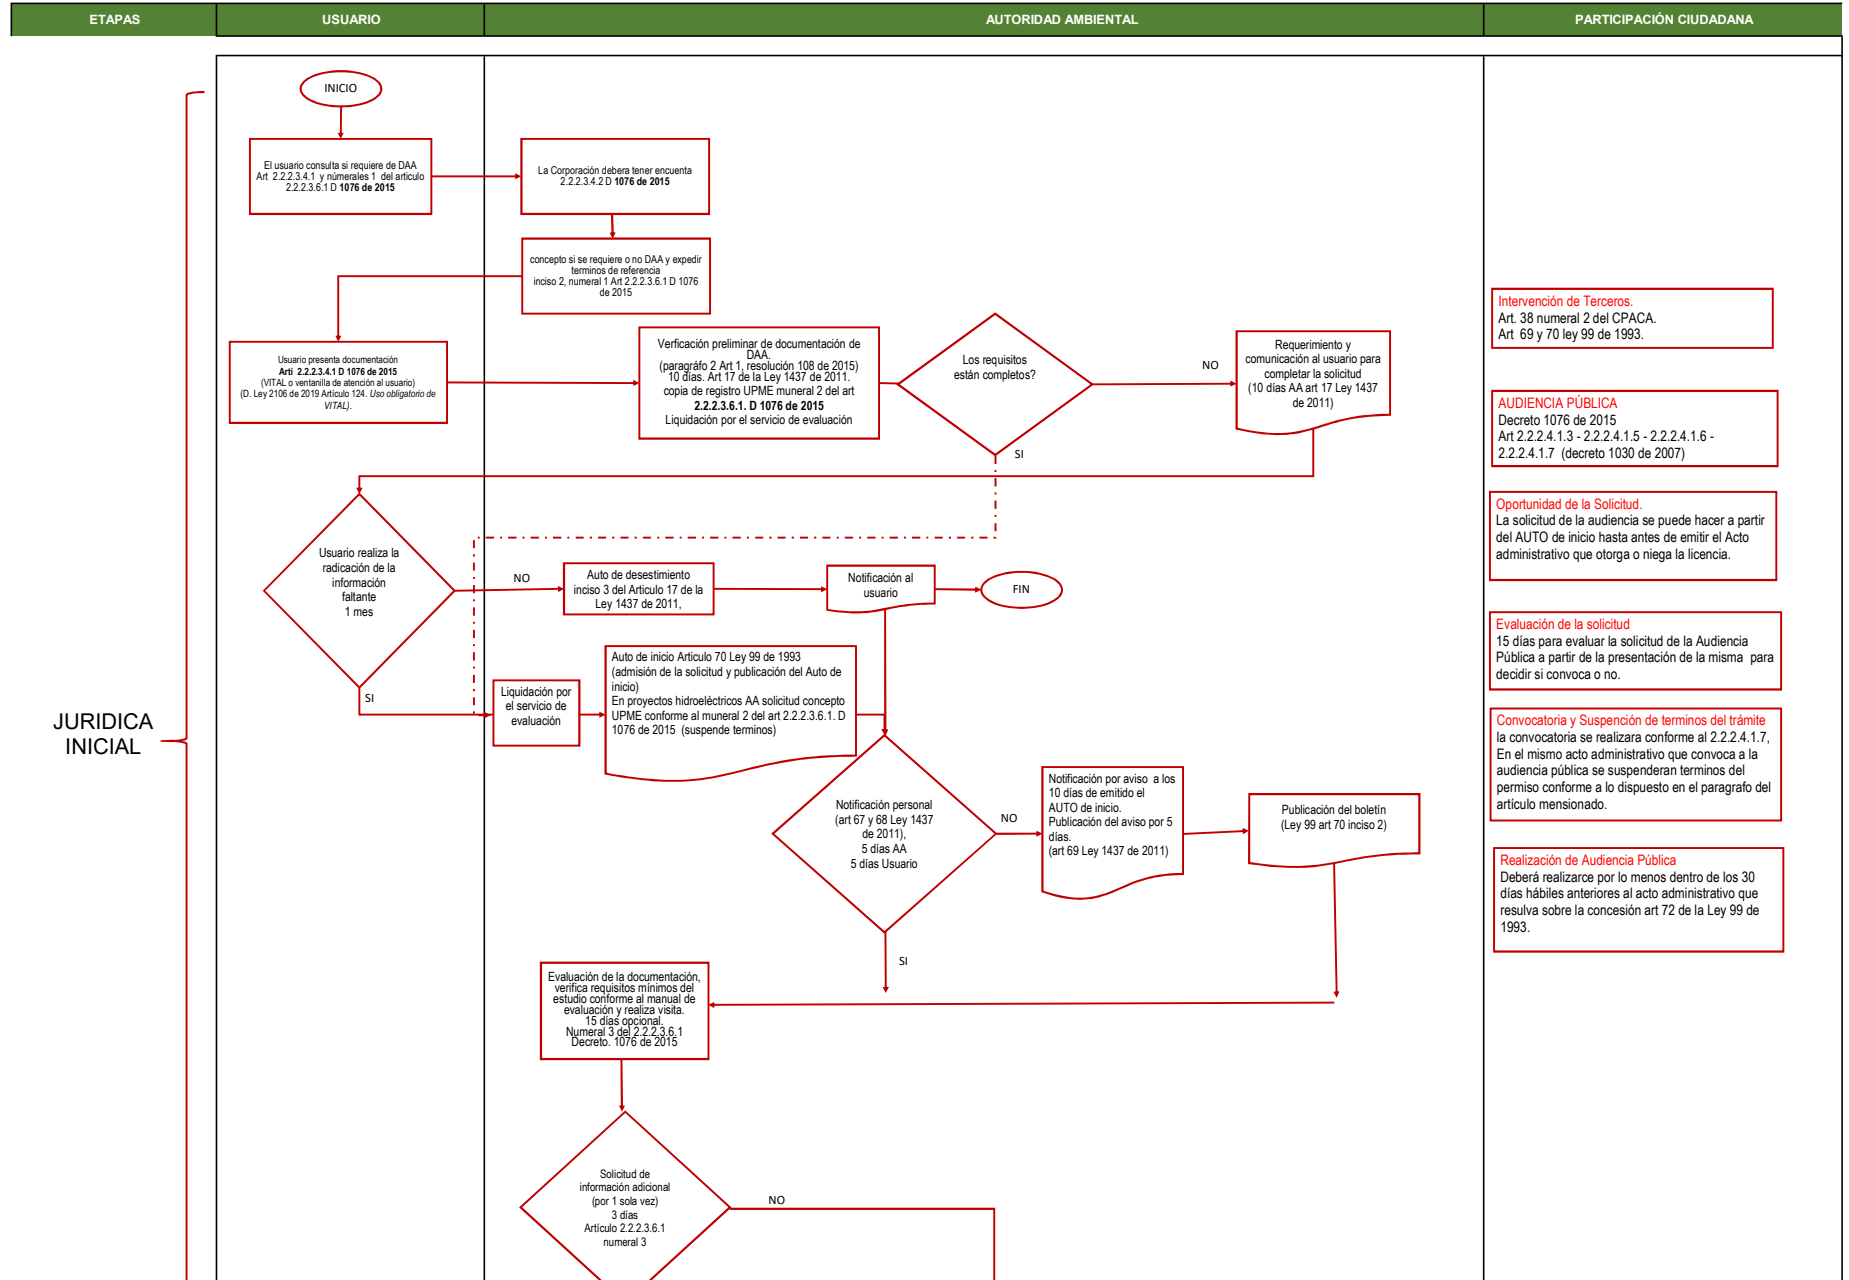 ETAPAS
USUARIO
AUTORIDAD AMBIENTAL
PARTICIPACIÓN CIUDADANA
INICIO
El usuario consulta si requiere de DAA
Art  2.2.2.3.4.1  y númerales 1  del articulo
2.2.2.3.6.1 D 1076 de 2015
La Corporación debera tener encuenta
2.2.2.3.4.2 D 1076 de 2015
concepto si se requiere o no DAA y expedir
terminos de referencia
inciso 2, numeral 1 Art 2.2.2.3.6.1 D 1076
de 2015
Usuario presenta documentación
Artí  2.2.2.3.4.1 D 1076 de 2015
(VITAL o ventanilla de atención al usuario)
(D. Ley 2106 de 2019 Artículo 124. Uso obligatorio de
VITAL).
Verficación preliminar de documentación de
DAA.
(paragráfo 2 Art 1, resolución 108 de 2015)
10 días. Art 17 de la Ley 1437 de 2011.
copia de registro UPME muneral 2 del art
2.2.2.3.6.1. D 1076 de 2015
Liquidación por el servicio de evaluación
Los requisitos
están completos?
NO
SI
Requerimiento y
comunicación al usuario para
completar la solicitud
(10 días AA art 17 Ley 1437
de 2011)
Usuario realiza la
radicación de la
información
faltante
1 mes
NO
SI
Auto de desestimiento
inciso 3 del Articulo 17 de la
Ley 1437 de 2011,
Notificación al
usuario
FIN
Liquidación por
el servicio de
evaluación
Auto de inicio Articulo 70 Ley 99 de 1993
(admisión de la solicitud y publicación del Auto de
inicio)
En proyectos hidroeléctricos AA solicitud concepto
UPME conforme al muneral 2 del art 2.2.2.3.6.1. D
1076 de 2015  (suspende terminos)
JURIDICA
INICIAL
Notificación personal
(art 67 y 68 Ley 1437
de 2011),
5 días AA
5 días Usuario
NO
SI
Notificación por aviso  a los
10 días de emitido el
AUTO de inicio.
Publicación del aviso por 5
días.
(art 69 Ley 1437 de 2011)
Publicación del boletín
(Ley 99 art 70 inciso 2)
Evaluación de la documentación,
verifica requisitos mínimos del
estudio conforme al manual de
evaluación y realiza visita.
15 días opcional.
Numeral 3 del 2.2.2.3.6.1
Decreto. 1076 de 2015
Solicitud de
información adicional
(por 1 sola vez)
3 días
Artículo 2.2.2.3.6.1
numeral 3
NO
Intervención de Terceros.
Art. 38 numeral 2 del CPACA.
Art  69 y 70 ley 99 de 1993.
AUDIENCIA PÚBLICA
Decreto 1076 de 2015
Art 2.2.2.4.1.3 - 2.2.2.4.1.5 - 2.2.2.4.1.6 -
2.2.2.4.1.7  (decreto 1030 de 2007)
Oportunidad de la Solicitud.
La solicitud de la audiencia se puede hacer a partir
del AUTO de inicio hasta antes de emitir el Acto
administrativo que otorga o niega la licencia.
Evaluación de la solicitud
15 días para evaluar la solicitud de la Audiencia
Pública a partir de la presentación de la misma  para
decidir si convoca o no.
Convocatoria y Suspención de terminos del trámite
la convocatoria se realizara conforme al 2.2.2.4.1.7,
En el mismo acto administrativo que convoca a la
audiencia pública se suspenderan terminos del
permiso conforme a lo dispuesto en el paragrafo del
artículo mensionado.
Realización de Audiencia Pública
Deberá realizarce por lo menos dentro de los 30
días hábiles anteriores al acto administrativo que
resulva sobre la concesión art 72 de la Ley 99 de
1993.